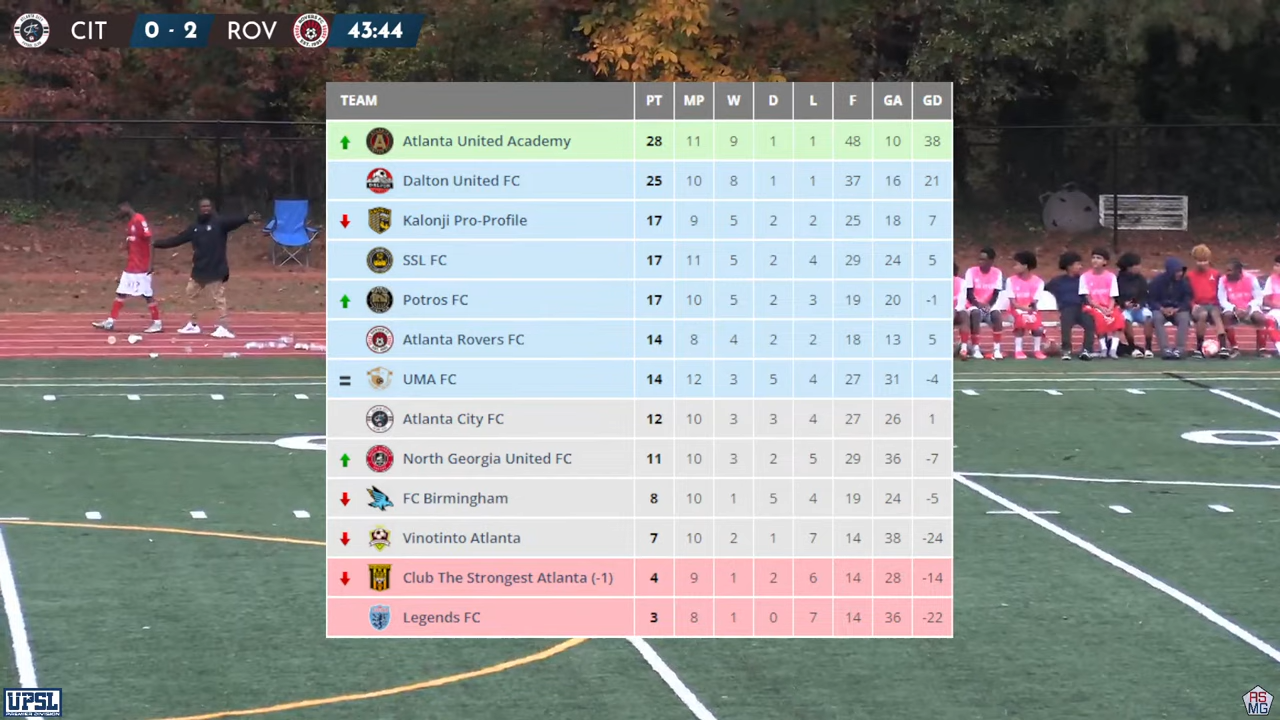 CIT 0 - 2 ROV 43:44
TEAM PT MP W D L F GA GD
Atlanta United Academy 28 11 9 1 1 48 10 38
Dalton United FC 25 10 8 1 1 37 16 21
Kalonji Pro-Profile 17 9 5 2 2 25 18 7
SSL FC 17 11 5 2 4 29 24 5
Potros FC 17 10 5 2 3 19 20 -1
Atlanta Rovers FC 14 8 4 2 2 18 13 5
UMA FC 14 12 3 5 4 27 31 -4
Atlanta City FC 12 10 3 3 4 27 26 1
North Georgia United FC 11 10 3 2 5 29 36 -7
FC Birmingham 8 10 1 5 4 19 24 -5
Vinotinto Atlanta 7 10 2 1 7 14 38 -24
Club The Strongest Atlanta (-1) 4 9 1 2 6 14 28 -14
Legends FC 3 8 1 0 7 14 36 -22
UPSL
PREMIER DIVISION
AS
MG